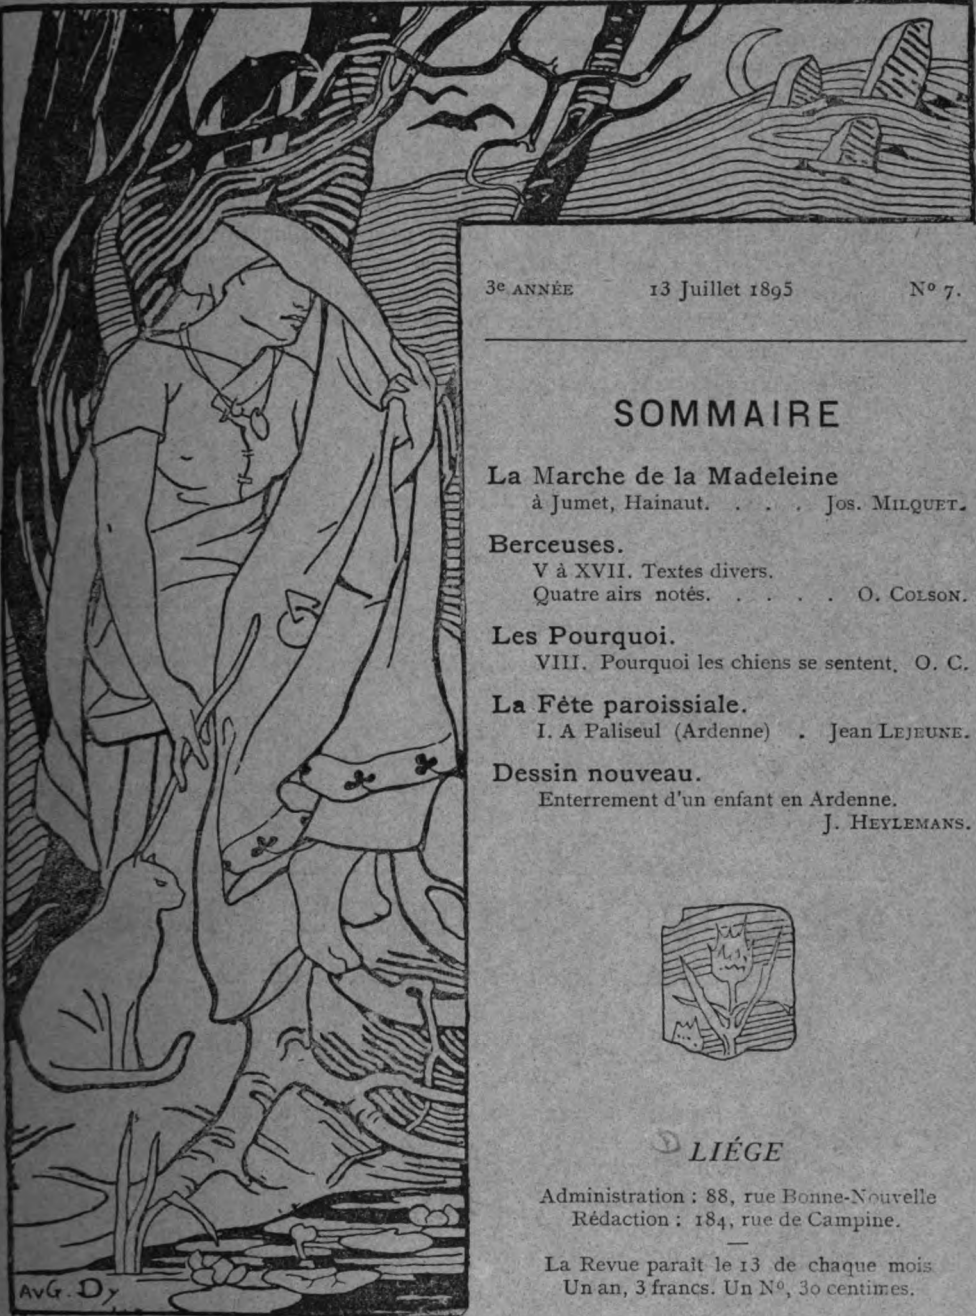 3e ANNÉE 13 Juillet 1895 No 7.
SOMMAIRE
La Marche de la Madeleine
à Jumet, Hainaut. . . . Jos. MILQUET.
Berceuses.
V à XVII. Textes divers.
Quatre airs notés. . . . . O. COLSON.
Les Pourquoi.
VIII. Pourquoi les chiens se sentent. O. C.
La Fête paroissiale.
I. A Paliseul (Ardenne) . Jean LEJEUNE.
Dessin nouveau.
Enterrement d'un enfant en Ardenne.
J. HEYLEMANS.
LIÉGE
Administration : 88, rue Bonne-Nouvelle
Rédaction : 184, rue de Campine.
La Revue paraît le 13 de chaque mois
Un an, 3 francs. Un No, 30 centimes.
AVG. Dy